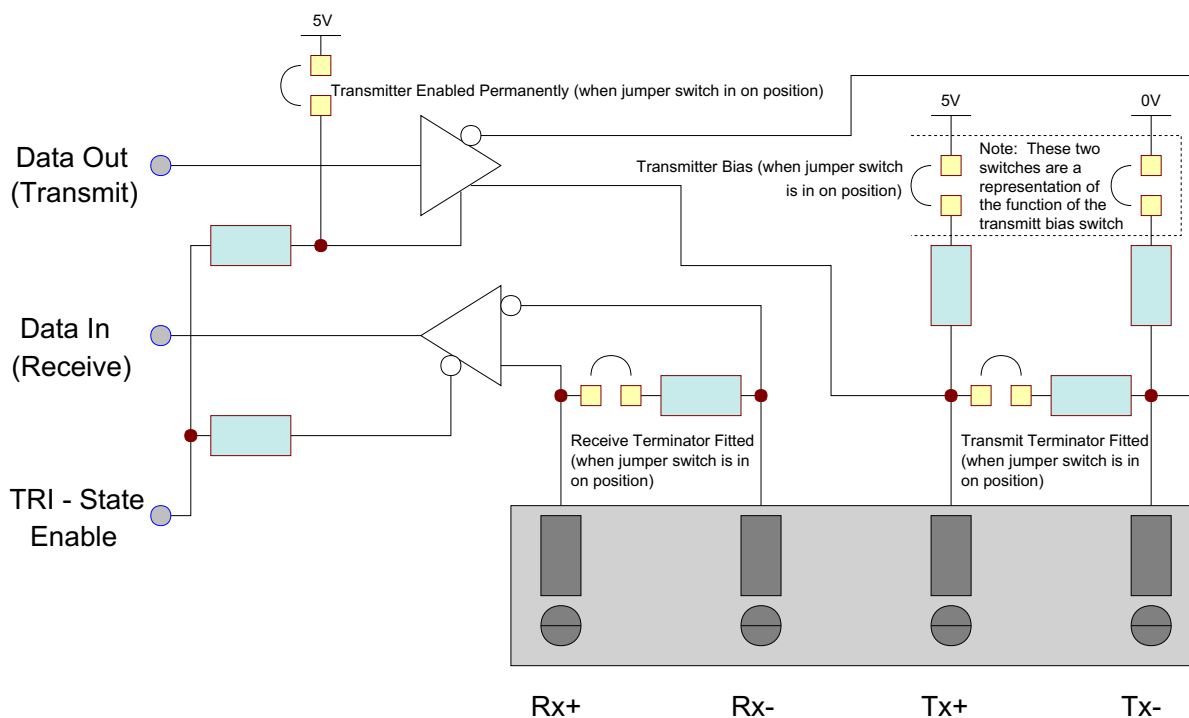 5V
Transmitter Enabled Permanently (when jumper switch in on position)
5V
0V
Data Out
(Transmit)
Transmitter Bias (when jumper switch
is in on position)
Note: These two
switches are a
representation of
the function of the
transmitt bias switch
Data In
(Receive)
Receive Terminator Fitted
(when jumper switch is in
on position)
Transmit Terminator Fitted
(when jumper switch is in
on position)
TRI - State
Enable
Rx+
Rx-
Tx+
Tx-